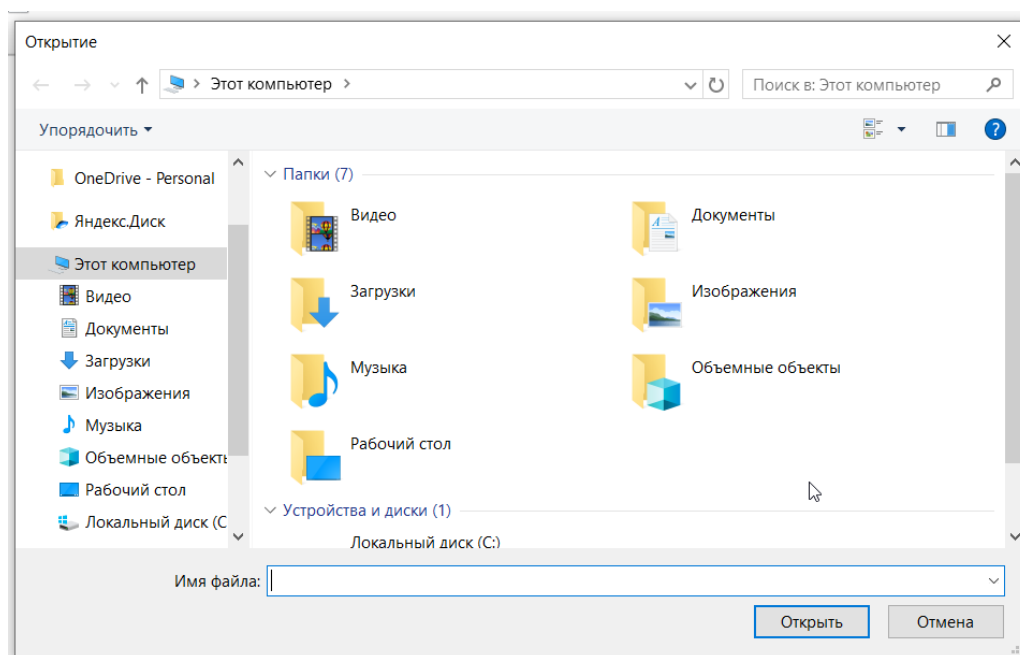 Открытие
Этот компьютер
Поиск в: Этот компьютер
Упорядочить
OneDrive - Personal
Яндекс.Диск
Этот компьютер
Видео
Документы
Загрузки
Изображения
Музыка
Объемные объекты
Рабочий стол
Локальный диск (C
Папки (7)
Видео
Документы
Загрузки
Изображения
Музыка
Объемные объекты
Рабочий стол
Устройства и диски (1)
Локальный диск (C:)
Имя файла:
Открыть
Отмена